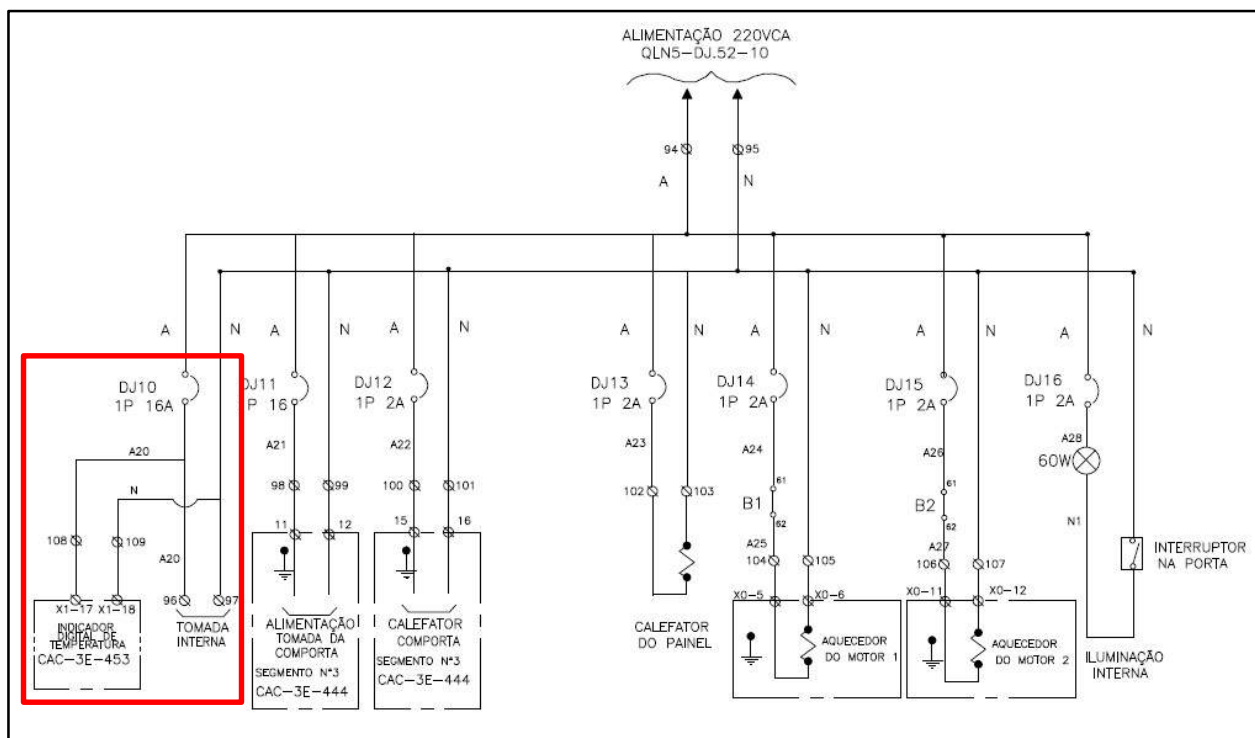 ALIMENTAÇÃO 220VCA
QLN5-DJ.52-10
94
95
A
N
A
N
A
N
A
N
A
N
A
N
A
N
A
N
DJ10
1P 16A
DJ11
P 16
DJ12
1P 2A
DJ13
1P 2A
DJ14
1P 2A
DJ15
1P 2A
DJ16
1P 2A
A20
A21
A22
A23
A24
A26
A28
60W
N
98
99
100
101
102
103
61
B1
62
61
B2
62
N1
108
109
A20
11
12
15
16
A25
104
105
A27
106
107
INTERRUPTOR
NA PORTA
X1-17
X1-18
96
97
X0-5
X0-6
X0-11
X0-12
INDICADOR
DIGITAL DE
TEMPERATURA
CAC-3E-453
TOMADA
INTERNA
ALIMENTAÇÃO
TOMADA DA
COMPORTA
SEGMENTO N°3
CAC-3E-444
CALEFATOR
COMPORTA
SEGMENTO N°3
CAC-3E-444
CALEFATOR
DO PAINEL
AQUECEDOR
DO MOTOR 1
AQUECEDOR
DO MOTOR 2
ILUMINAÇÃO
INTERNA